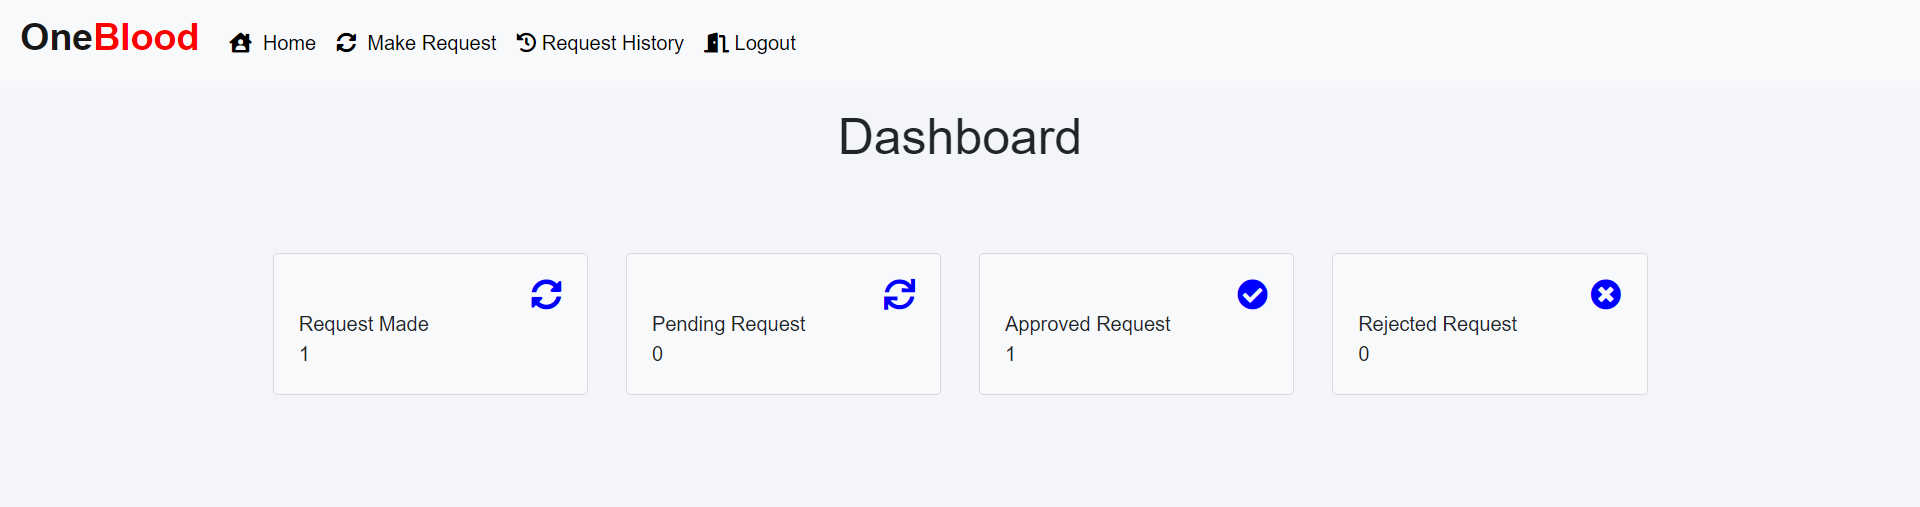 OneBlood Home Make Request Request History Logout
Dashboard
Request Made
1
Pending Request
0
Approved Request
1
Rejected Request
0